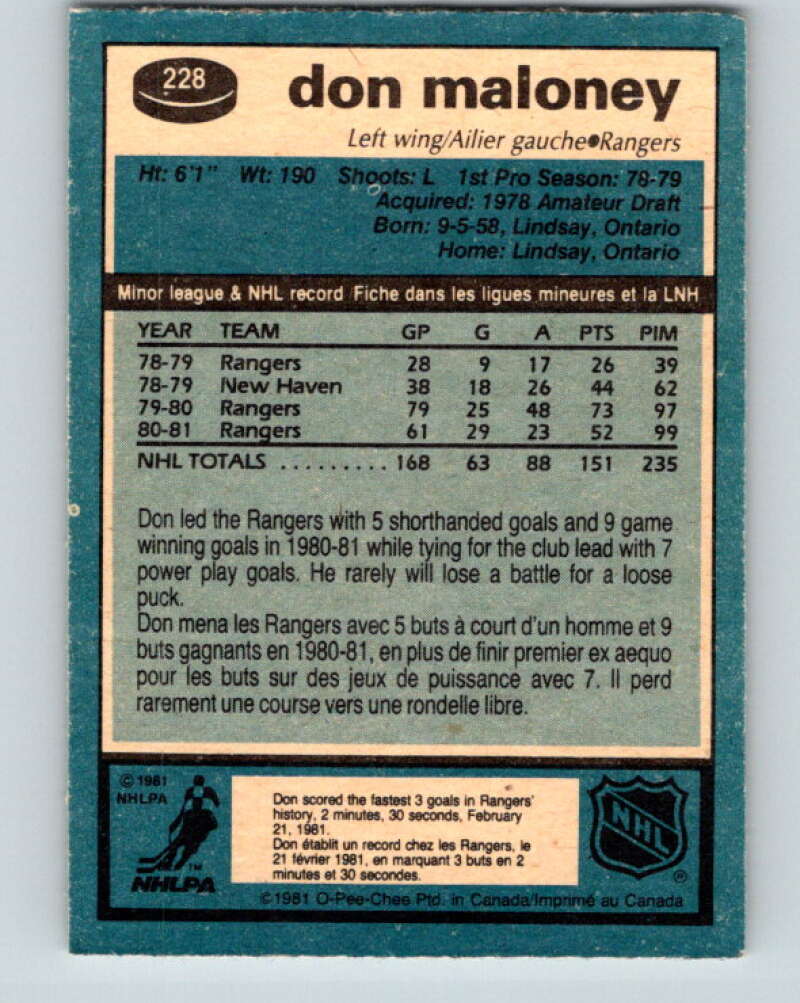 228
don maloney
Left wing/Ailier gauche●Rangers
Ht: 6'1" Wt: 190 Shoots: L 1st Pro Season: 78-79
Acquired: 1978 Amateur Draft
Born: 9-5-58, Lindsay, Ontario
Home: Lindsay, Ontario
Minor league & NHL record Fiche dans les ligues mineures et la LNH
YEAR TEAM GP G A PTS PIM
78-79 Rangers 28 9 17 26 39
78-79 New Haven 38 18 26 44 62
79-80 Rangers 79 25 48 73 97
80-81 Rangers 61 29 23 52 99
NHL TOTALS ......... 168 63 88 151 235
Don led the Rangers with 5 shorthanded goals and 9 game
winning goals in 1980-81 while tying for the club lead with 7
power play goals. He rarely will lose a battle for a loose
puck.
Don mena les Rangers avec 5 buts à court d'un homme et 9
buts gagnants en 1980-81, en plus de finir premier ex aequo
pour les buts sur des jeux de puissance avec 7. Il perd
rarement une course vers une rondelle libre.
© 1981
NHLPA
TM
NHLPA
Don scored the fastest 3 goals in Rangers'
history, 2 minutes, 30 seconds, February
21, 1981.
Don établit un record chez les Rangers, le
21 février 1981, en marquant 3 buts en 2
minutes et 30 secondes.
NHL
®
©1981 O-Pee-Chee Ptd. in Canada/Imprimé au Canada